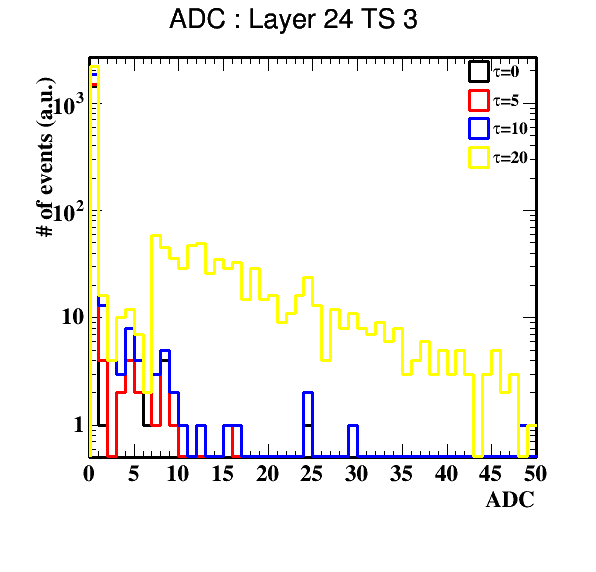 ADC : Layer 24 TS 3
# of events (a.u.)
10³
10²
10
1
τ=0
τ=5
τ=10
τ=20
0 5 10 15 20 25 30 35 40 45 50
ADC